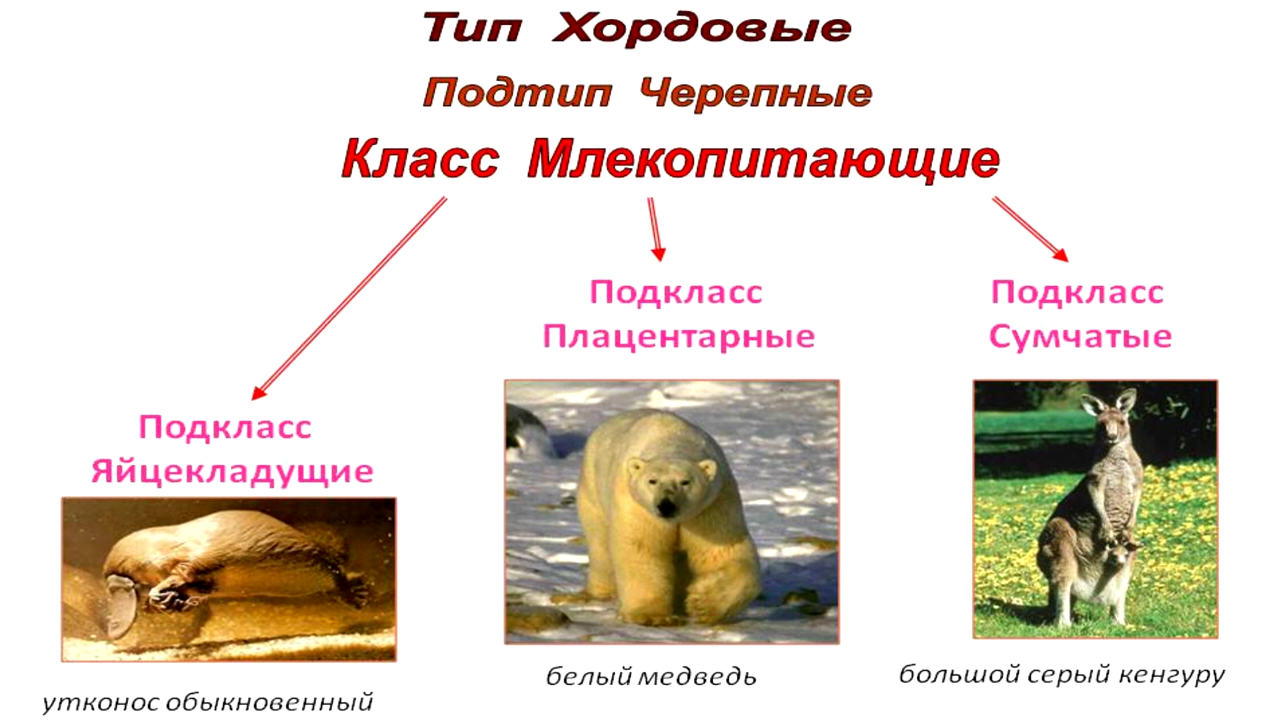 Тип Хордовые
Подтип Черепные
Класс Млекопитающие
Подкласс
Яйцекладущие
утконос обыкновенный
Подкласс
Плацентарные
белый медведь
Подкласс
Сумчатые
большой серый кенгуру